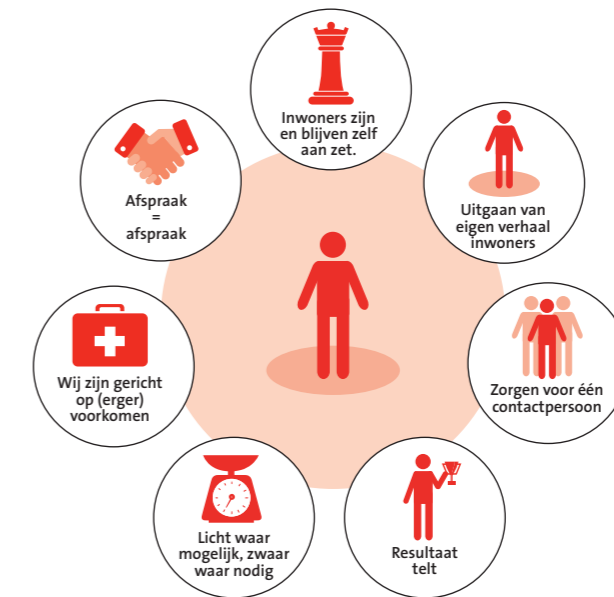 Inwoners zijn
en blijven zelf
aan zet.
Uitgaan van
eigen verhaal
inwoners
Zorgen voor één
contactpersoon
Resultaat
telt
Licht waar
mogelijk, zwaar
waar nodig
Wij zijn gericht
op (erger)
voorkomen
Afspraak
=
afspraak